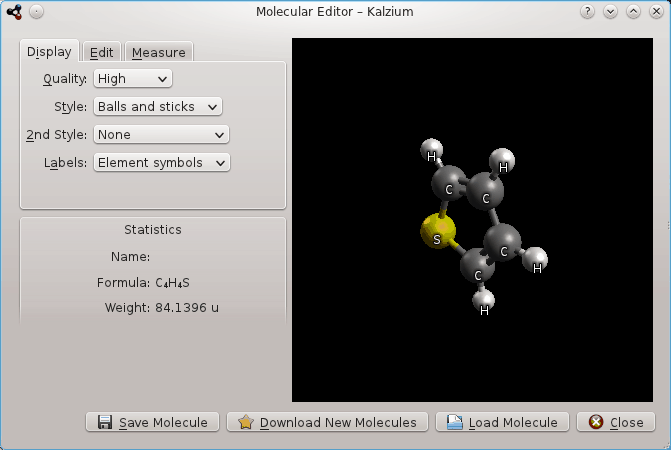 Molecular Editor – Kalzium
Display Edit Measure
Quality: High
Style: Balls and sticks
2nd Style: None
Labels: Element symbols
Statistics
Name:
Formula: C₄H₄S
Weight: 84.1396 u
H
H
C
C
S
C
H
C
H
Save Molecule Download New Molecules Load Molecule Close